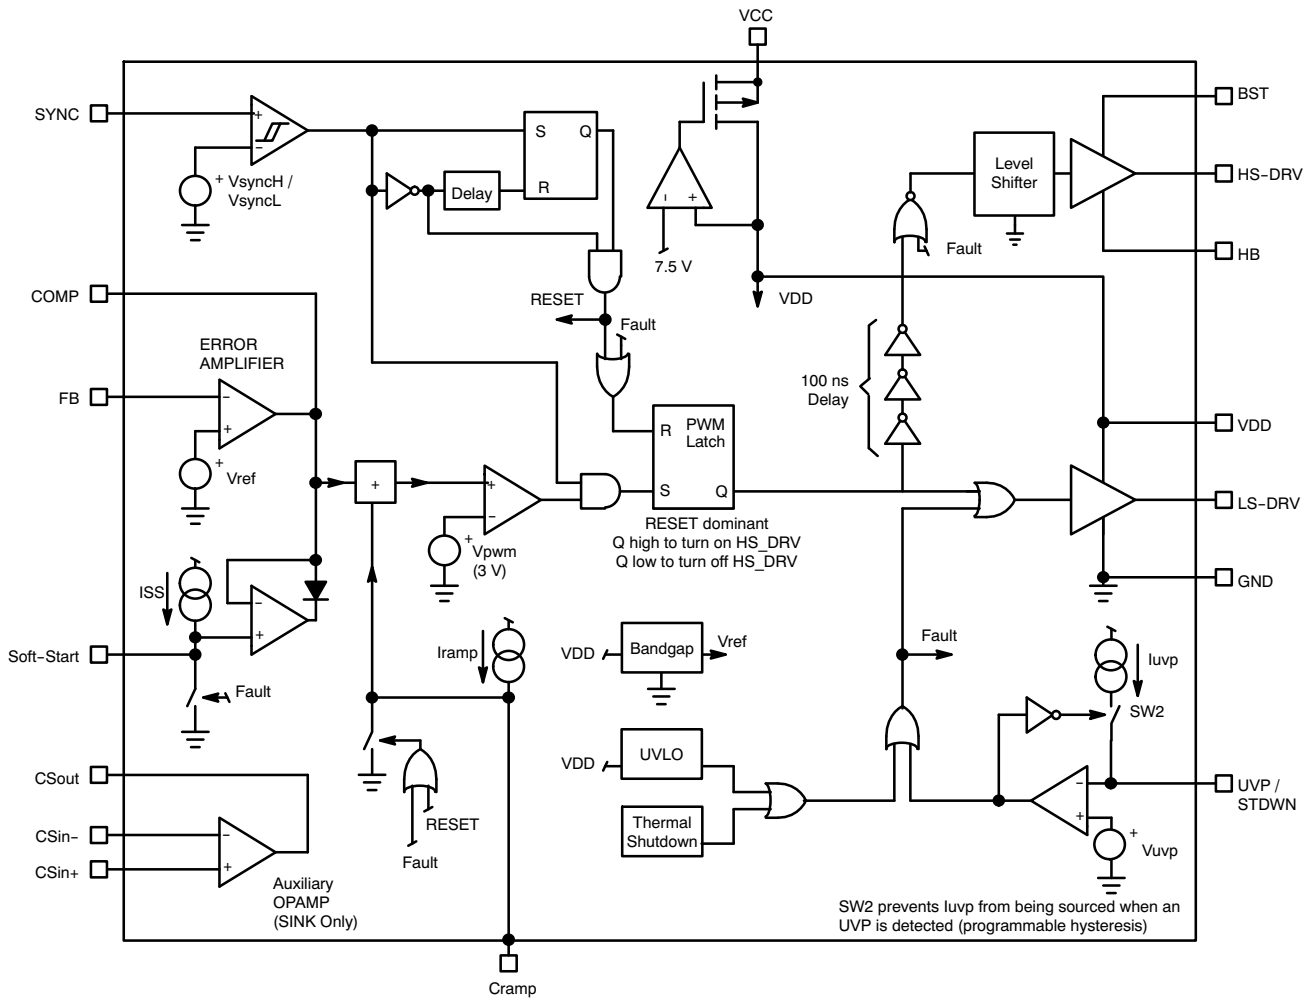 VCC
SYNC
+
−
+ VsyncH /
VsyncL
S Q
R
Delay
BST
Level
Shifter
HS−DRV
HB
− +
7.5 V
Fault
VDD
COMP
RESET
Fault
ERROR
AMPLIFIER
FB
−
+
+
Vref
100 ns
Delay
R PWM
Latch
S Q
VDD
+
+
−
+
Vpwm
(3 V)
RESET dominant
Q high to turn on HS_DRV
Q low to turn off HS_DRV
LS−DRV
GND
ISS
−
+
Soft−Start
Fault
Iramp
VDD
Bandgap
Vref
Fault
Iuvp
SW2
VDD
UVLO
Thermal
Shutdown
−
+
+
Vuvp
UVP /
STDWN
CSout
CSin−
CSin+
−
+
RESET
Fault
Auxiliary
OPAMP
(SINK Only)
SW2 prevents Iuvp from being sourced when an
UVP is detected (programmable hysteresis)
Cramp